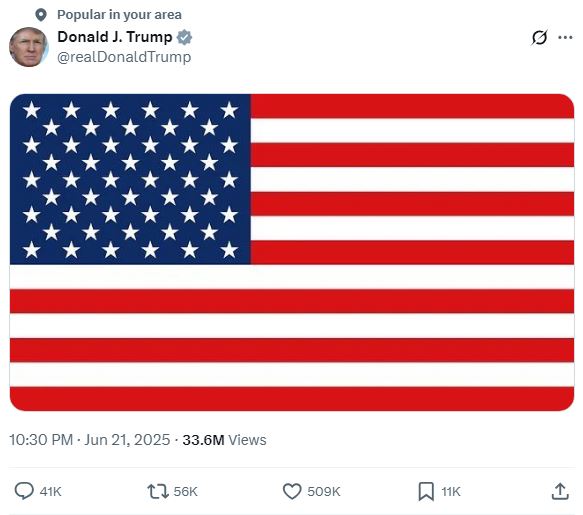 Popular in your area
Donald J. Trump
@realDonaldTrump
10:30 PM · Jun 21, 2025 · 33.6M Views
41K 56K 509K 11K